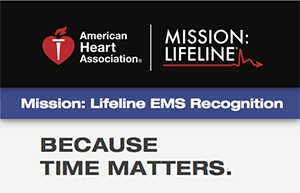 American
Heart
Association®
MISSION:
LIFELINE®
Mission: Lifeline EMS Recognition
BECAUSE
TIME MATTERS.